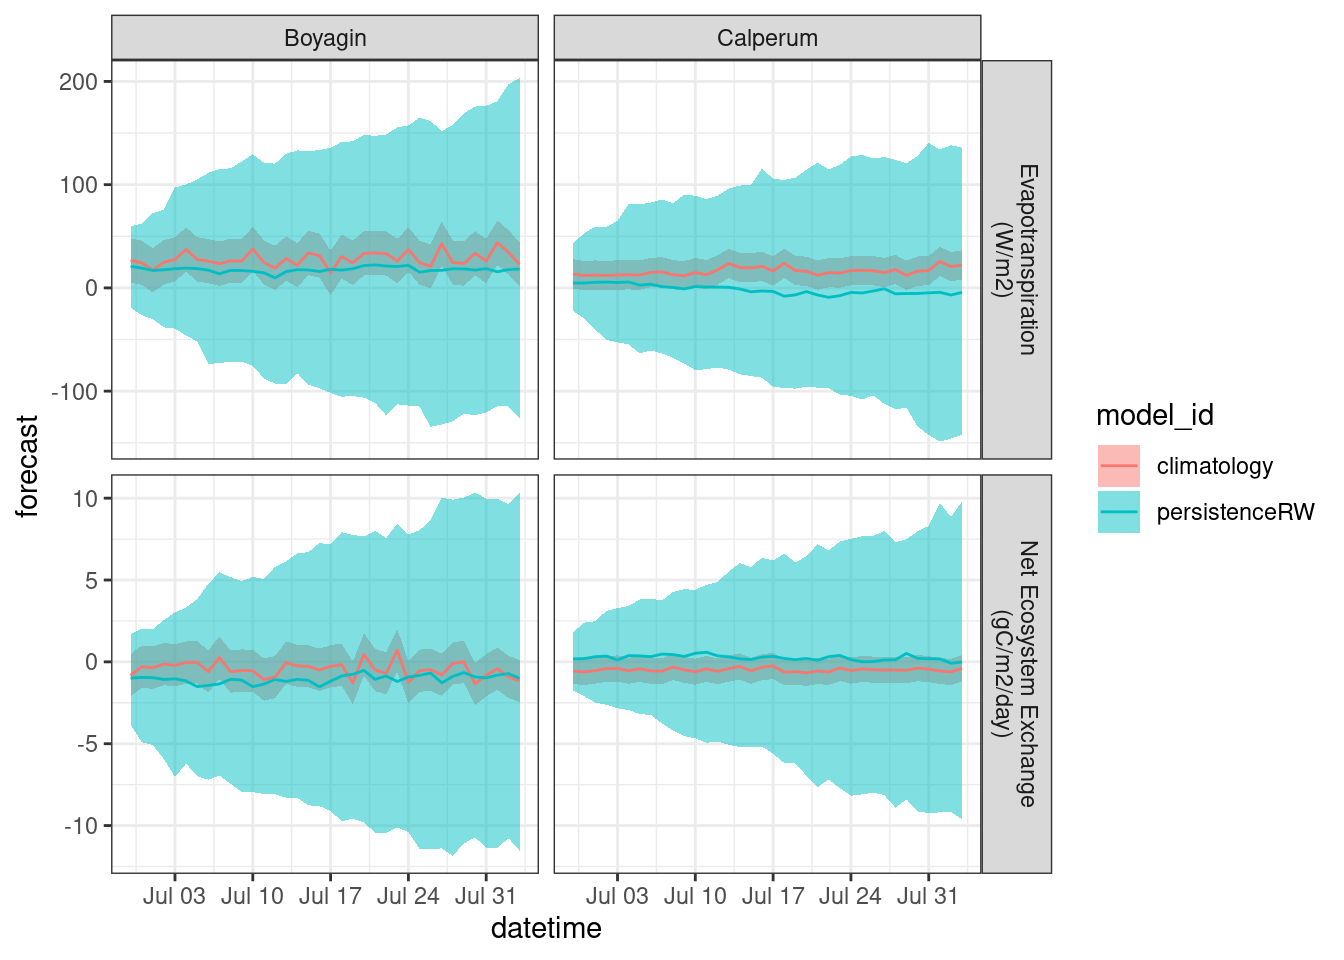 Boyagin
Calperum
200
100
0
-100
Evapotranspiration
(W/m2)
10
5
0
-5
-10
Net Ecosystem Exchange
(gC/m2/day)
Jul 03
Jul 10
Jul 17
Jul 24
Jul 31
Jul 03
Jul 10
Jul 17
Jul 24
Jul 31
datetime
forecast
model_id
climatology
persistenceRW